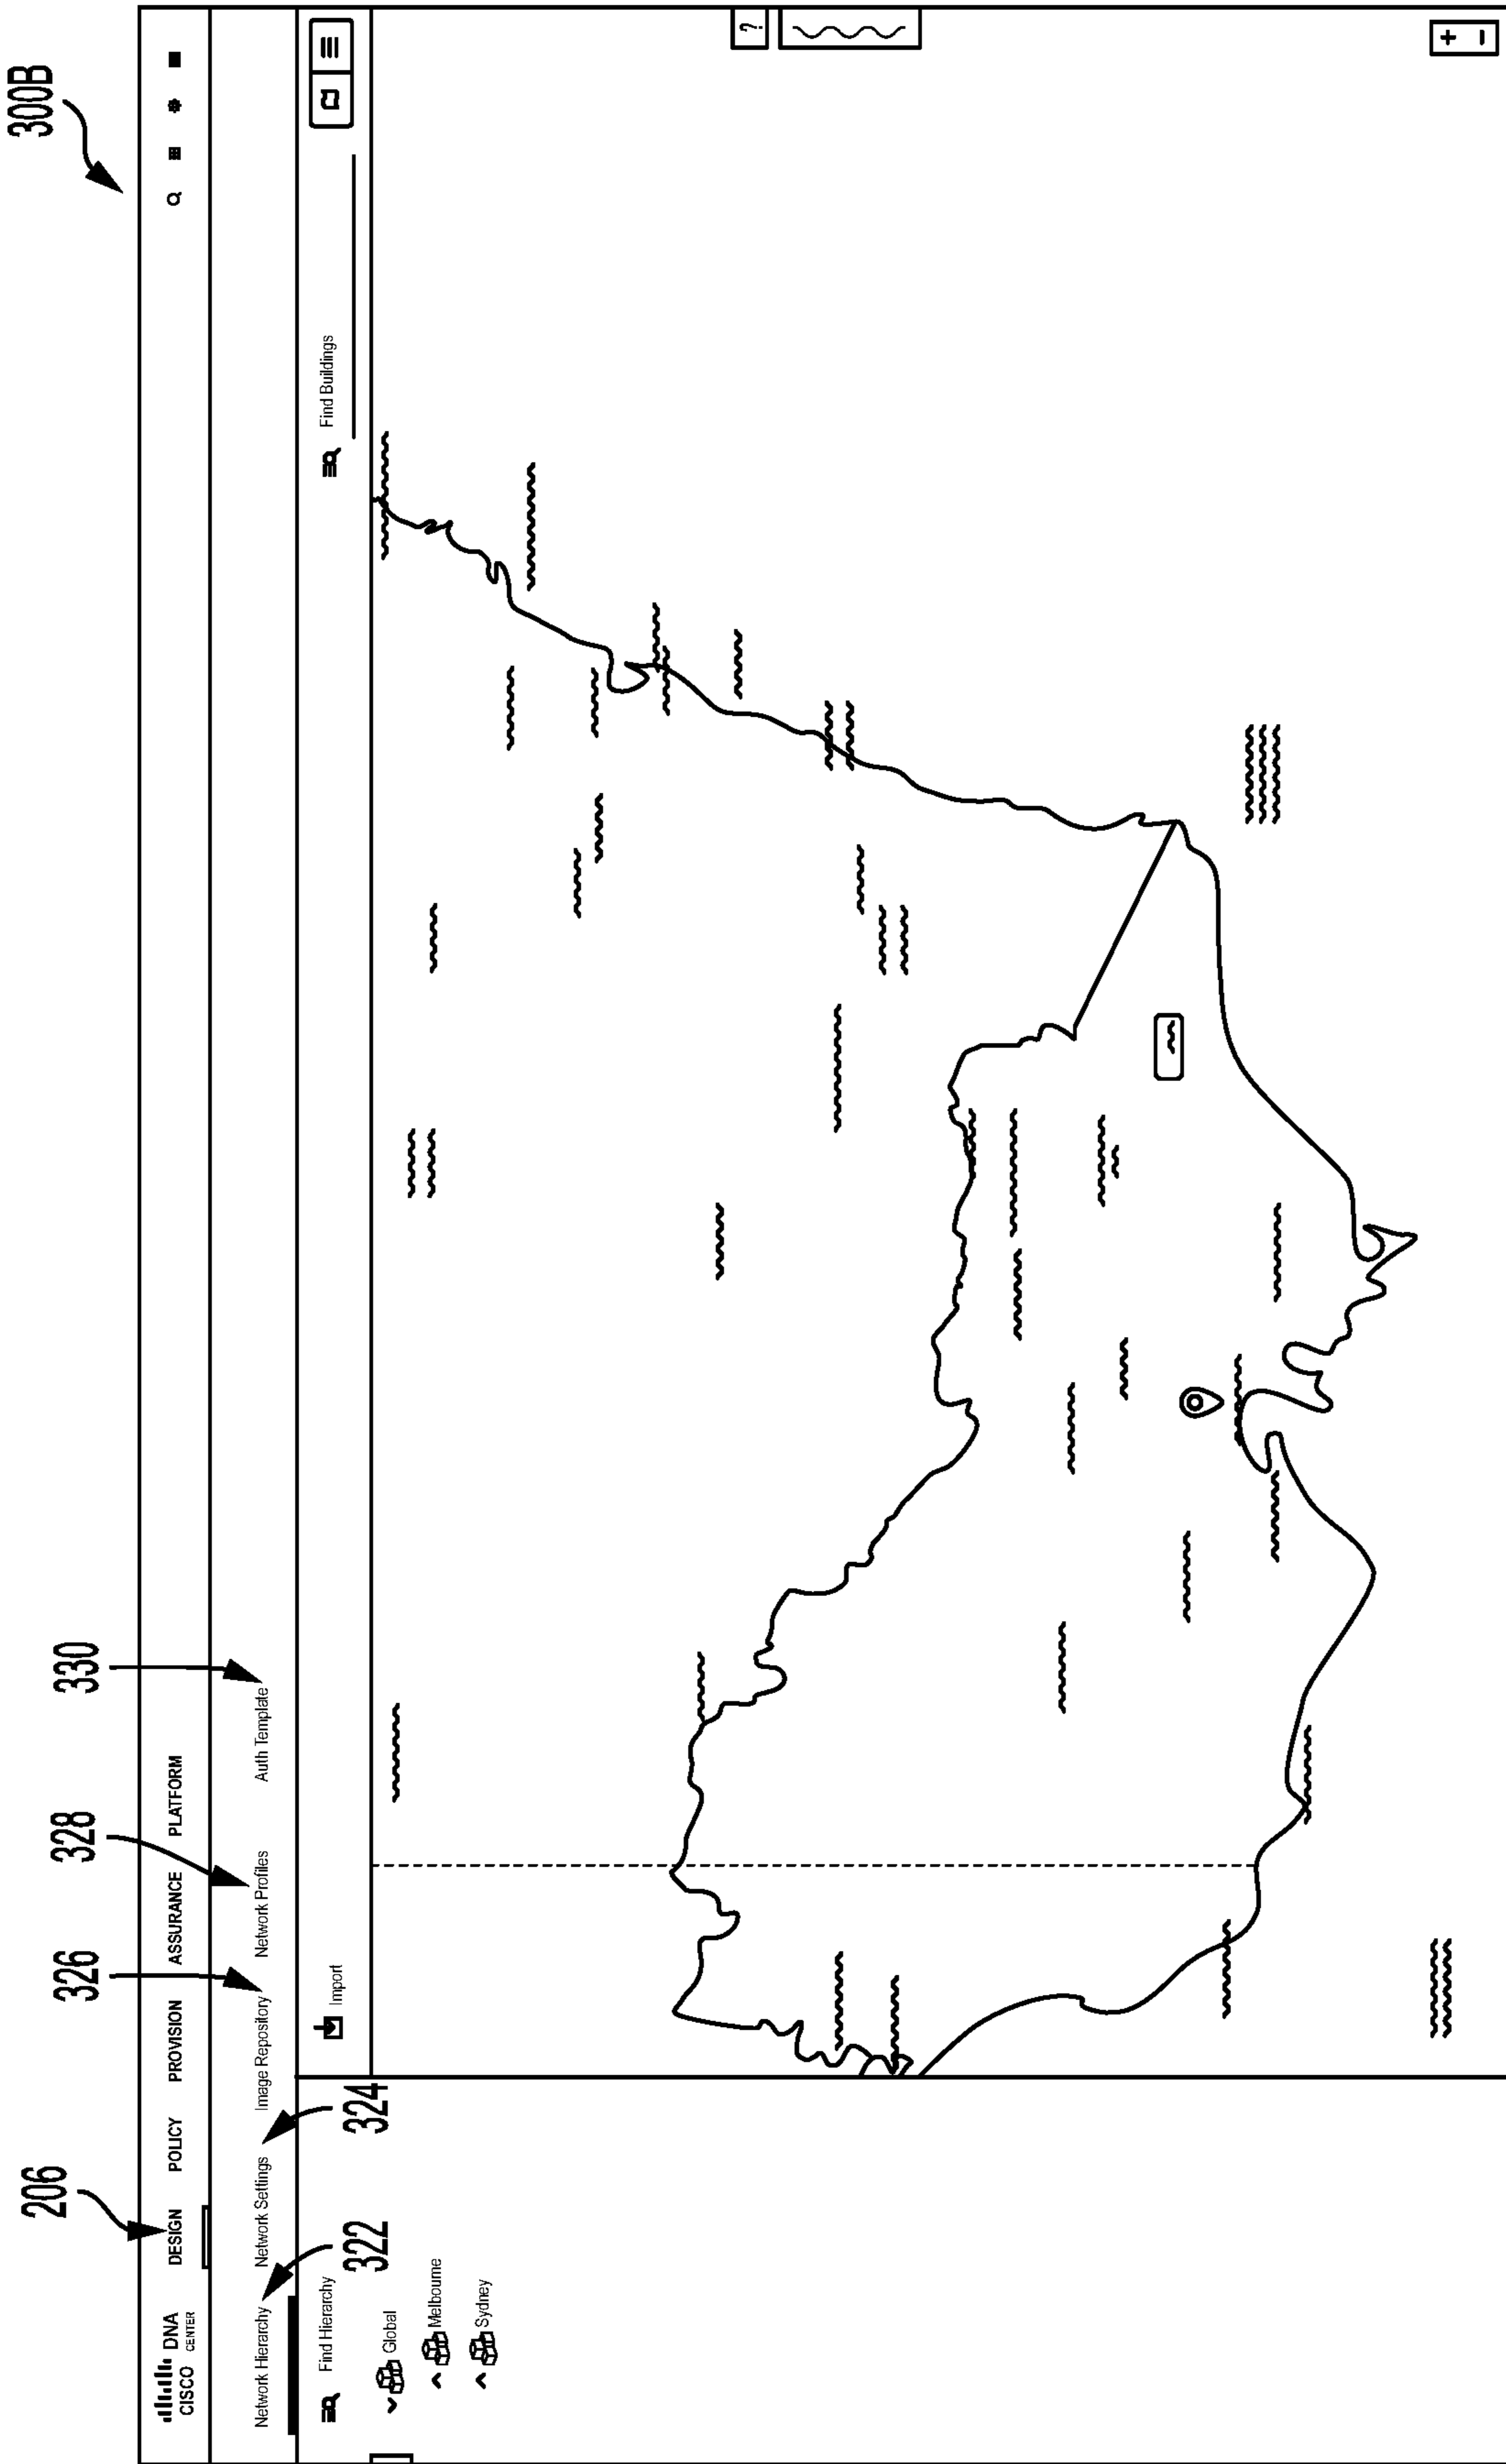 300B
206
326
328
330
CISCO DNA CENTER
DESIGN POLICY PROVISION ASSURANCE PLATFORM
Network Hierarchy Network Settings Image Repository Network Profiles Auth Template
322
324
Find Hierarchy
Import
Find Buildings
Global
Melbourne
Sydney
?
+
-